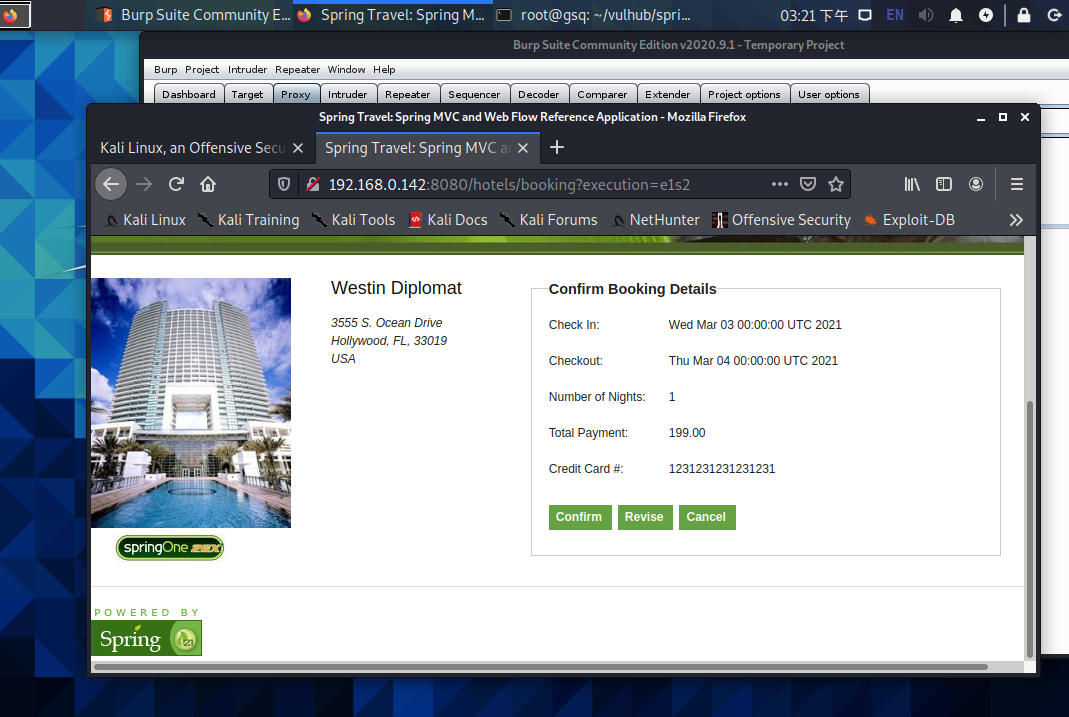 Burp Suite Community E...
Spring Travel: Spring M...
root@gsq: ~/vulhub/spri...
03:21 下午
EN
Burp Suite Community Edition v2020.9.1 - Temporary Project
Burp Project Intruder Repeater Window Help
Dashboard Target Proxy Intruder Repeater Sequencer Decoder Comparer Extender Project options User options
Spring Travel: Spring MVC and Web Flow Reference Application - Mozilla Firefox
Kali Linux, an Offensive Secu
Spring Travel: Spring MVC a
192.168.0.142:8080/hotels/booking?execution=e1s2
Kali Linux Kali Training Kali Tools Kali Docs Kali Forums NetHunter Offensive Security Exploit-DB
Westin Diplomat
3555 S. Ocean Drive
Hollywood, FL, 33019
USA
Confirm Booking Details
Check In: Wed Mar 03 00:00:00 UTC 2021
Checkout: Thu Mar 04 00:00:00 UTC 2021
Number of Nights: 1
Total Payment: 199.00
Credit Card #: 1231231231231231
Confirm Revise Cancel
springOne 2GX
POWERED BY
Spring